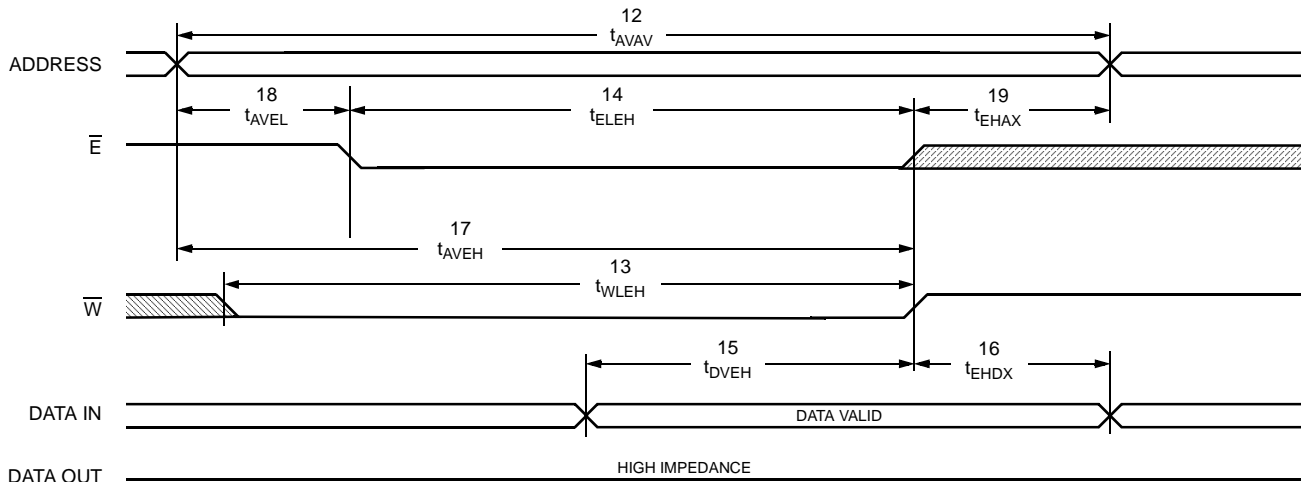 12
tAVAV
ADDRESS
18
tAVEL
14
tELEH
19
tEHAX
E
17
tAVEH
13
tWLEH
W
15
tDVEH
16
tEHDX
DATA IN
DATA VALID
DATA OUT
HIGH IMPEDANCE